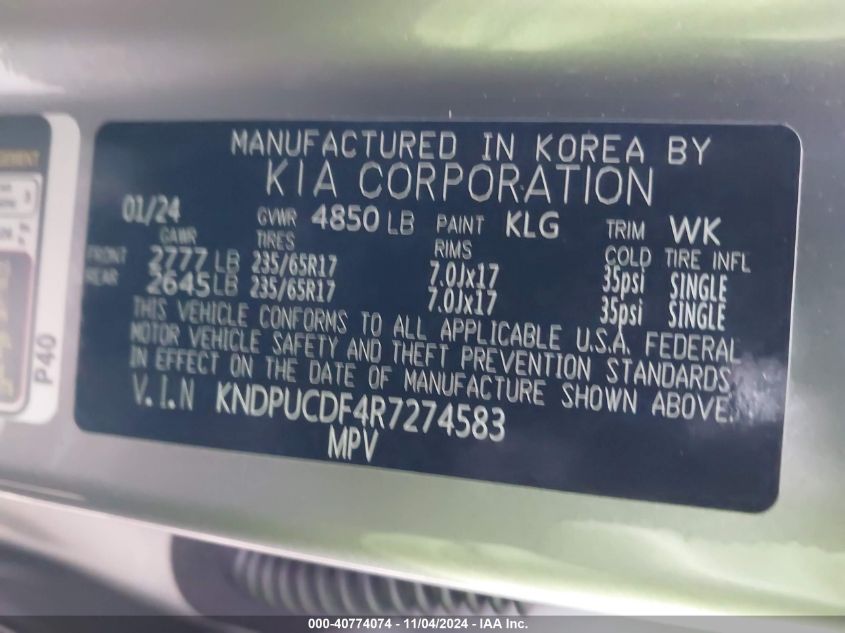 MANUFACTURED IN KOREA BY
KIA CORPORATION
01/24 GVWR 4850 LB PAINT KLG TRIM WK
GAWR TIRES RIMS COLD TIRE INFL
FRONT 2777 LB 235/65R17 7.0Jx17 35psi SINGLE
REAR 2645 LB 235/65R17 7.0Jx17 35psi SINGLE
THIS VEHICLE CONFORMS TO ALL APPLICABLE U.S.A. FEDERAL
MOTOR VEHICLE SAFETY AND THEFT PREVENTION STANDARDS
IN EFFECT ON THE DATE OF MANUFACTURE SHOWN ABOVE.
V.I.N KNDPUCDF4R7274583
MPV
P40
000-40774074 - 11/04/2024 - IAA Inc.